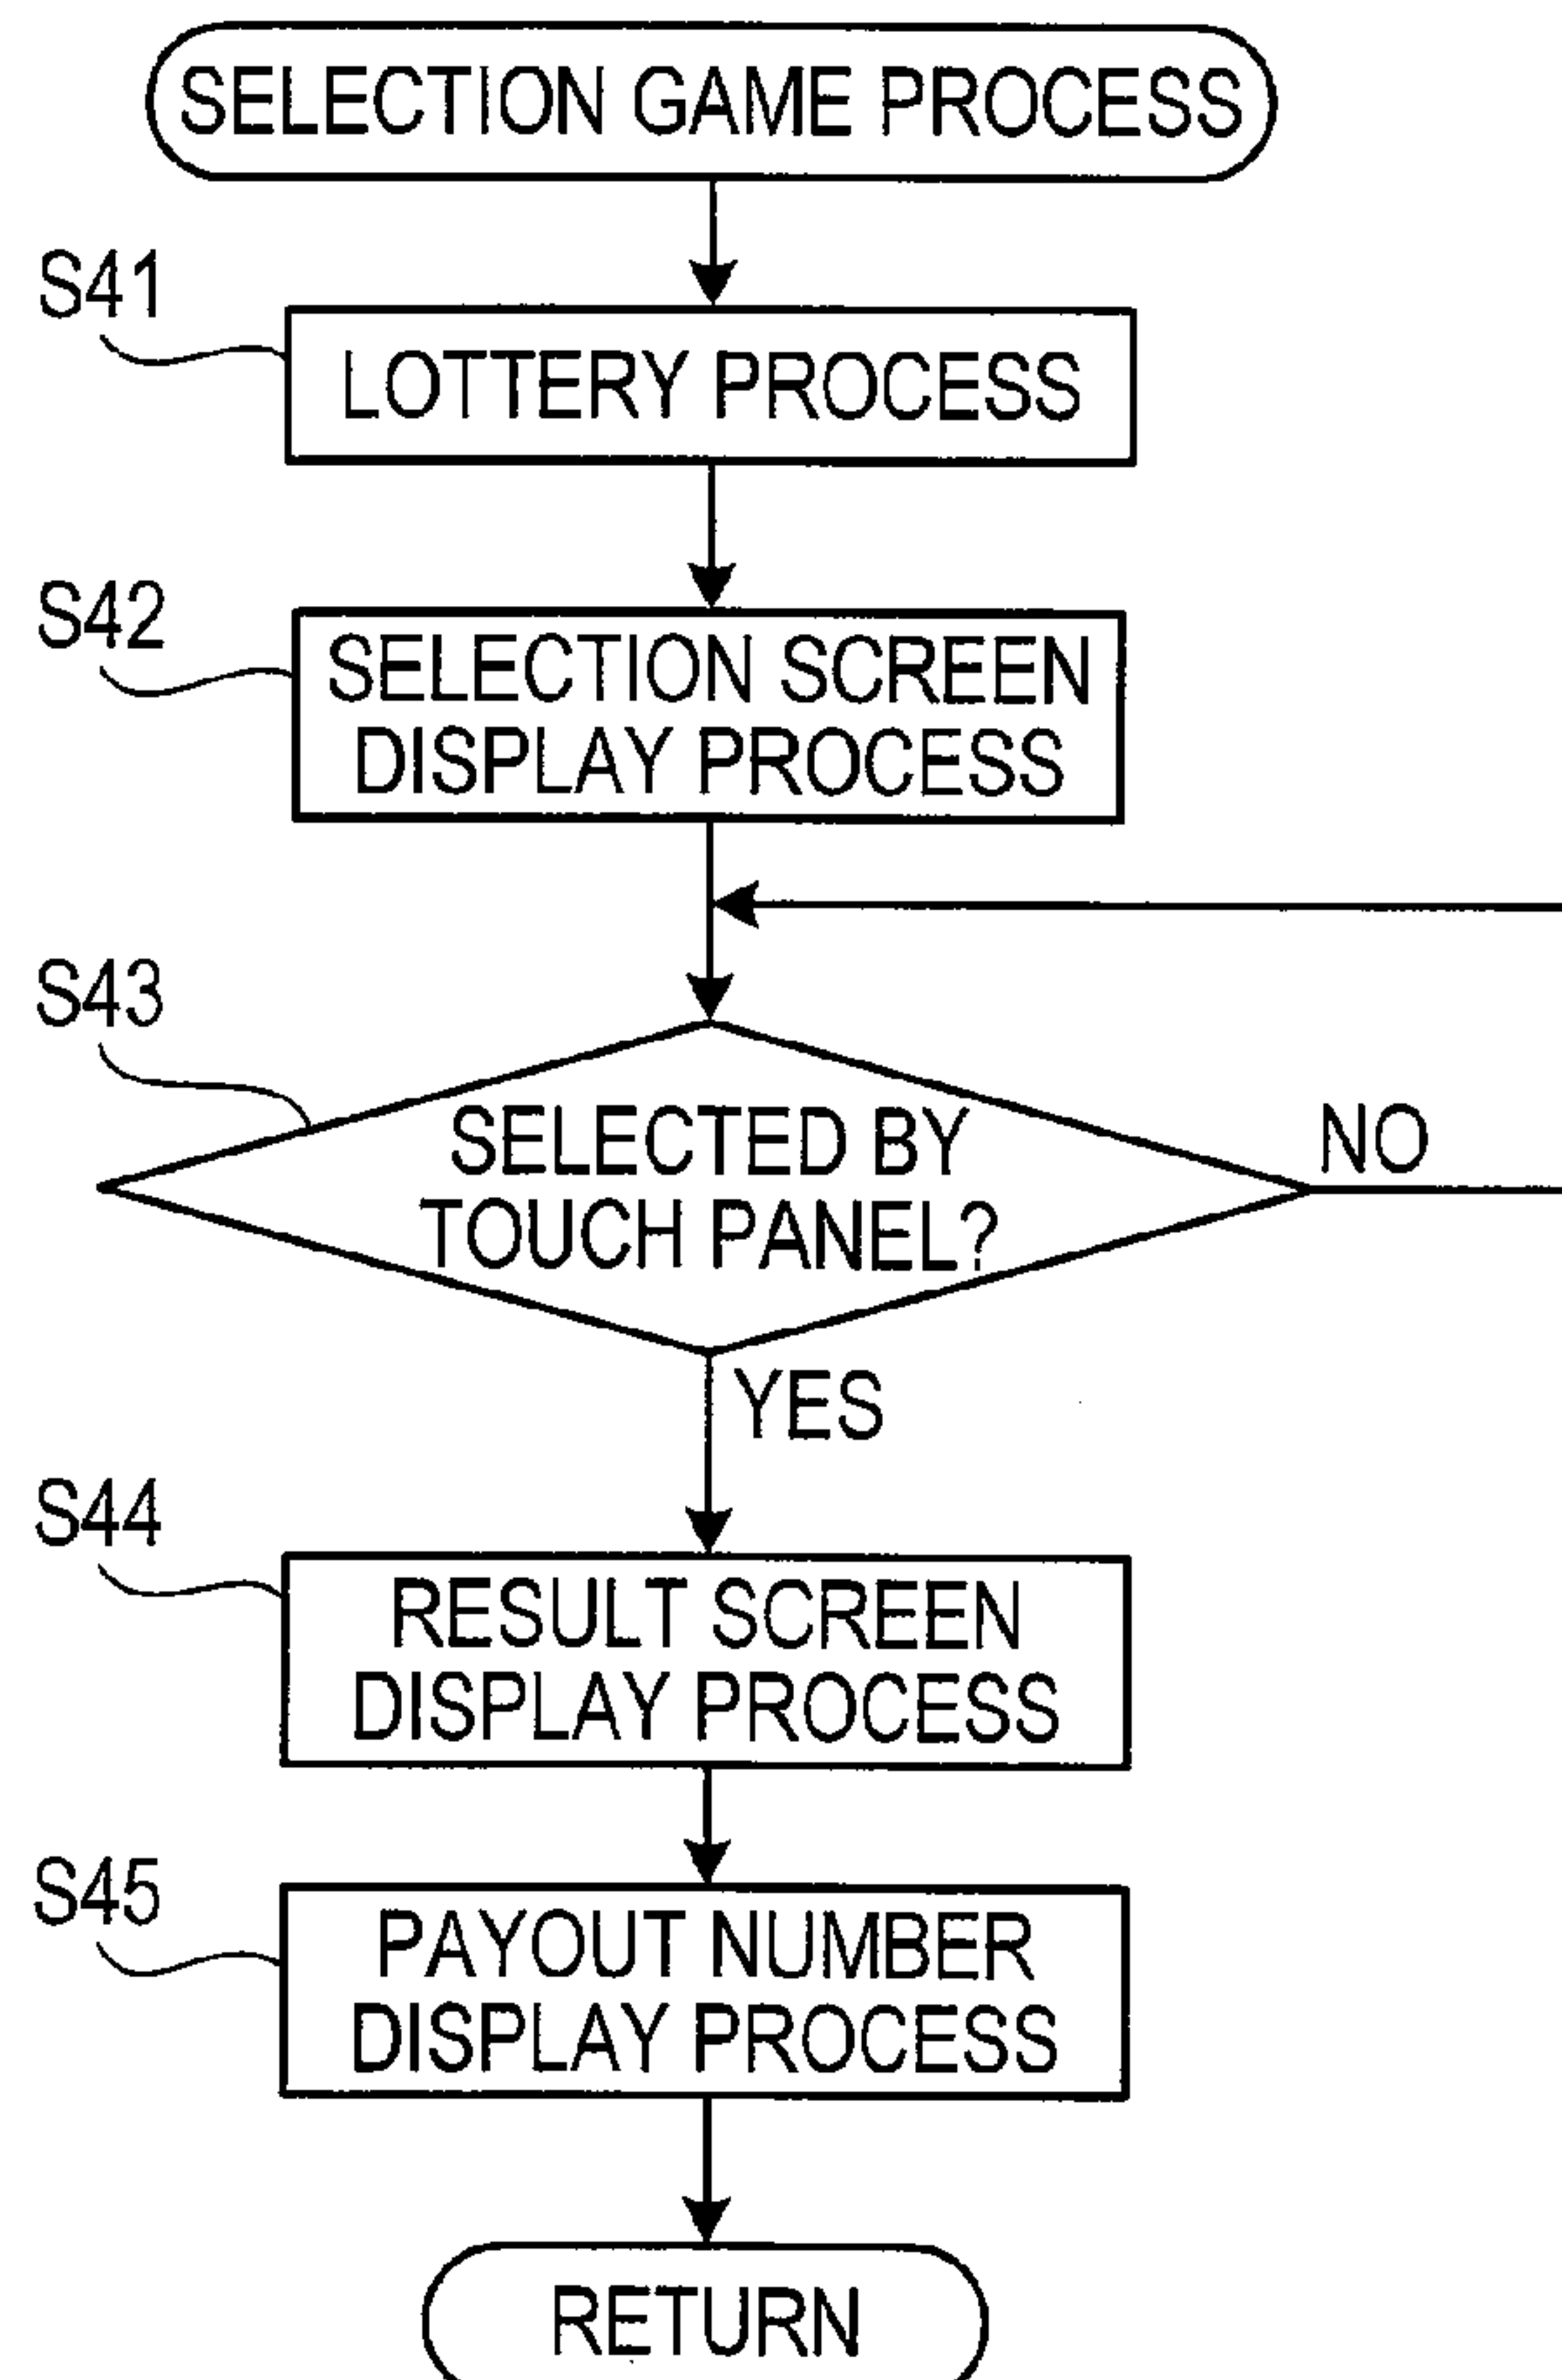 SELECTION GAME PROCESS
S41
LOTTERY PROCESS
S42
SELECTION SCREEN
DISPLAY PROCESS
S43
SELECTED BY
TOUCH PANEL?
NO
YES
S44
RESULT SCREEN
DISPLAY PROCESS
S45
PAYOUT NUMBER
DISPLAY PROCESS
RETURN